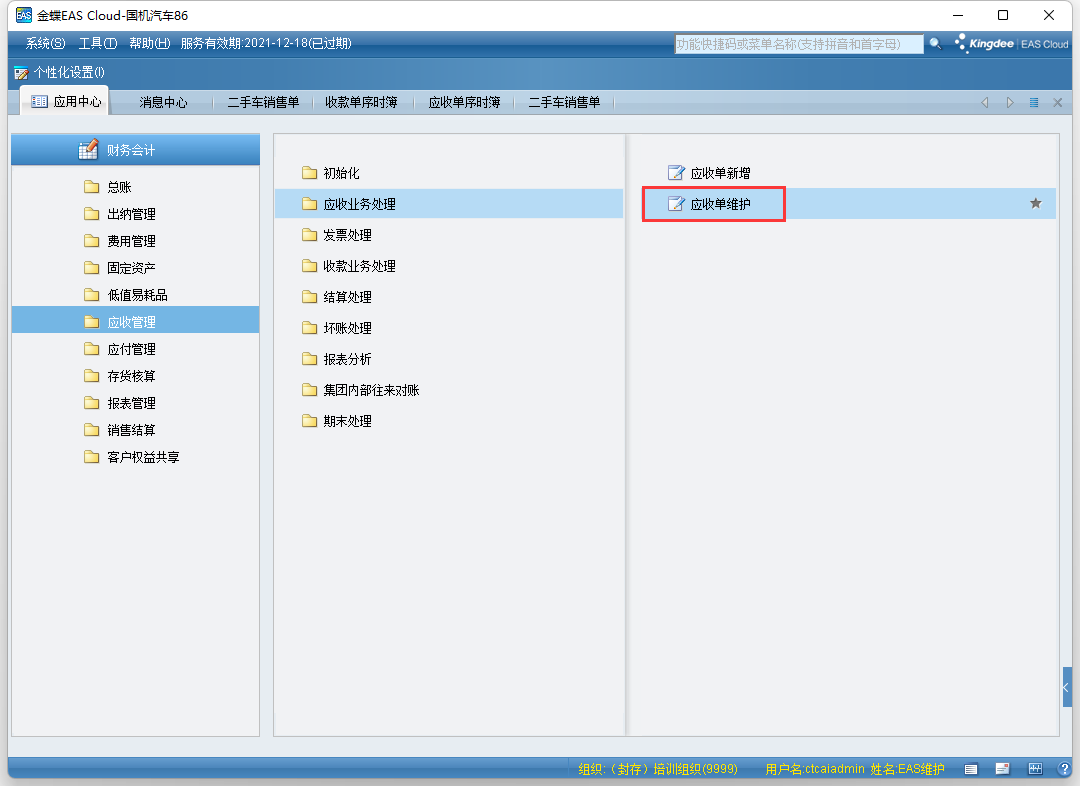 金蝶EAS Cloud-国机汽车86
系统(S) 工具(T) 帮助(H) 服务有效期:2021-12-18(已过期)
功能快捷码或菜单名称(支持拼音和首字母)
Kingdee | EAS Cloud
个性化设置(I)
应用中心 消息中心 二手车销售单 收款单序时簿 应收单序时簿 二手车销售单
财务会计
总账
出纳管理
费用管理
固定资产
低值易耗品
应收管理
应付管理
存货核算
报表管理
销售结算
客户权益共享
初始化
应收业务处理
发票处理
收款业务处理
结算处理
坏账处理
报表分析
集团内部往来对账
期末处理
应收单新增
应收单维护
组织:（封存）培训组织(9999) 用户名:ctcaiadmin 姓名:EAS维护